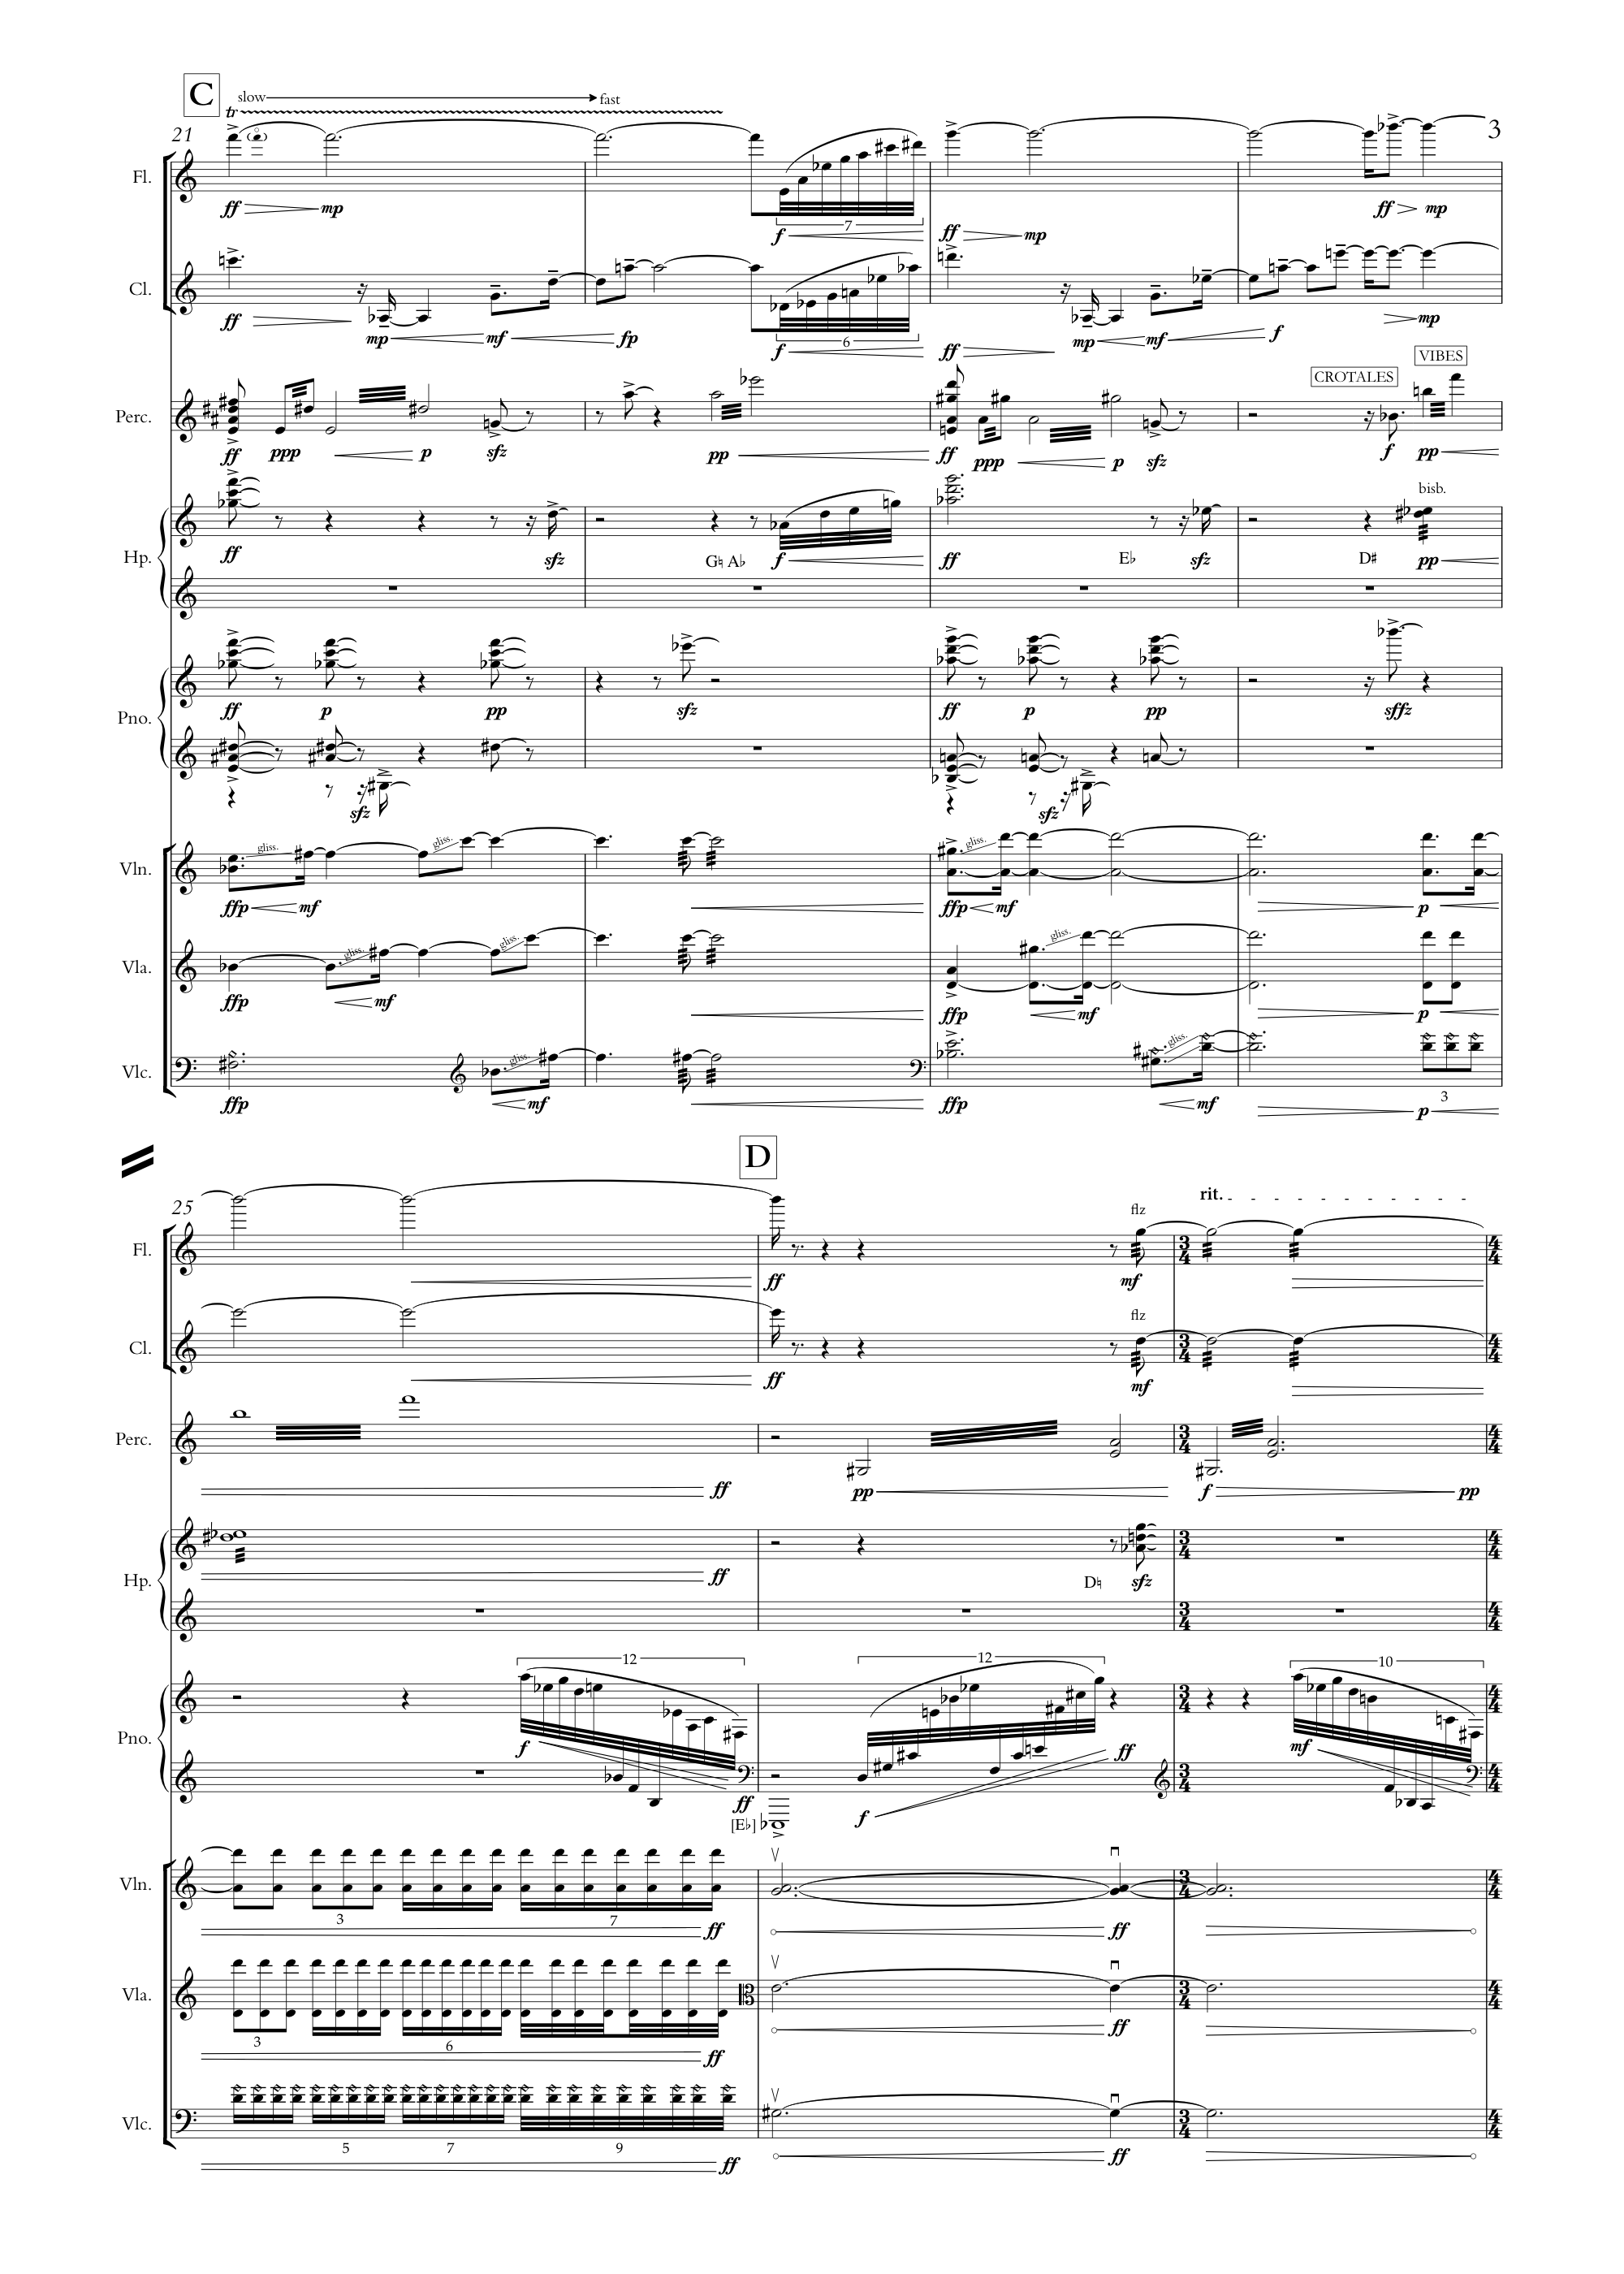 C
slow fast
tr
21
3
Fl.
ff mp f 7 ff mp ff mp
Cl.
ff mp mf fp f 6 ff mp mf f mp
VIBES
CROTALES
Perc.
ff ppp p sfz pp ff ppp p sfz f pp
bisb.
Hp.
ff sfz G♮ A♭ f ff E♭ sfz D♯ pp
Pno.
ff p pp sfz ff p pp sffz
sfz sfz
gliss. gliss. gliss.
Vln.
ffp mf ffp mf p
gliss. gliss. gliss.
Vla.
ffp mf ffp mf p
gliss. gliss.
Vlc.
ffp mf ffp mf p 3
D
25
rit.
flz
Fl.
ff mf
flz
Cl.
ff mf
Perc.
ff pp f pp
Hp.
ff D♮ sfz
12 12 10
Pno.
f ff f ff mf
[E♭]
Vln.
3 7 ff ff
Vla.
3 6 ff ff
Vlc.
5 7 9 ff ff
3
4
4
4